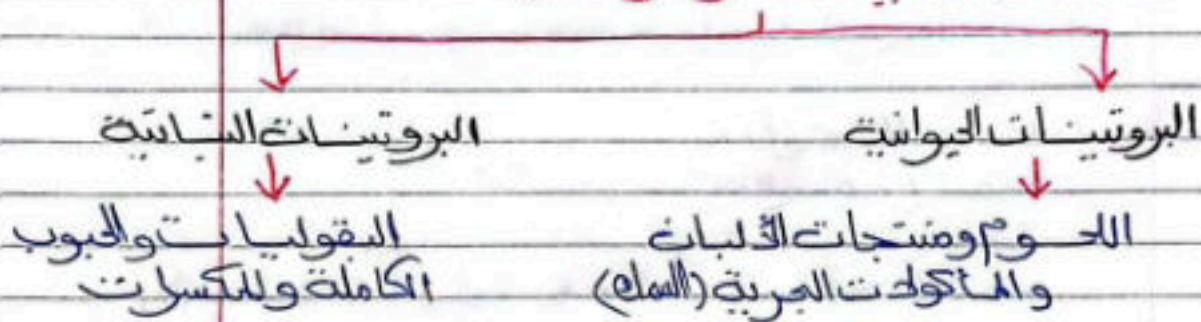 البروتينات الحيوانية
البروتينات النباتية
اللحوم ومنتجات الألبان
والمأكولات البحرية (السمك)
البقوليات والحبوب
الكاملة والمكسرات